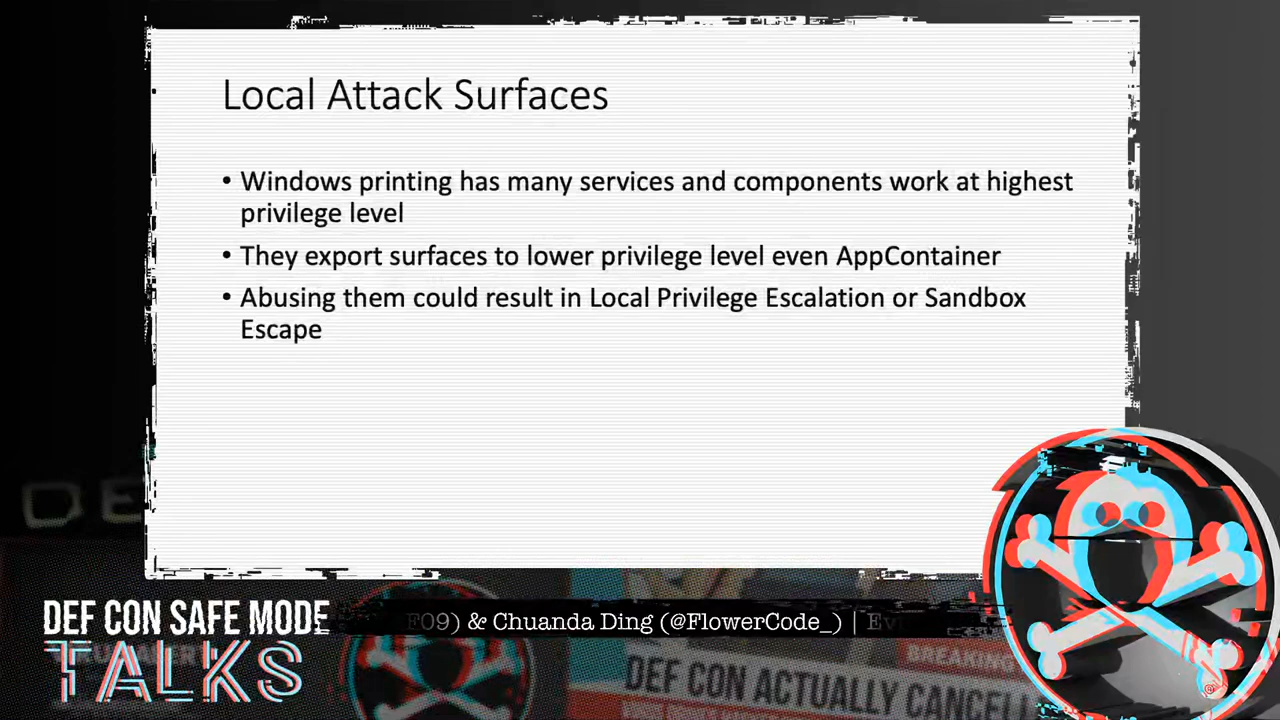 Local Attack Surfaces
• Windows printing has many services and components work at highest
privilege level
• They export surfaces to lower privilege level even AppContainer
• Abusing them could result in Local Privilege Escalation or Sandbox
Escape
DEF CON SAFE MODE
TALKS
F09) & Chuanda Ding (@FlowerCode_) | Ev
BREAKING
DEF CON ACTUALLY CANCELL